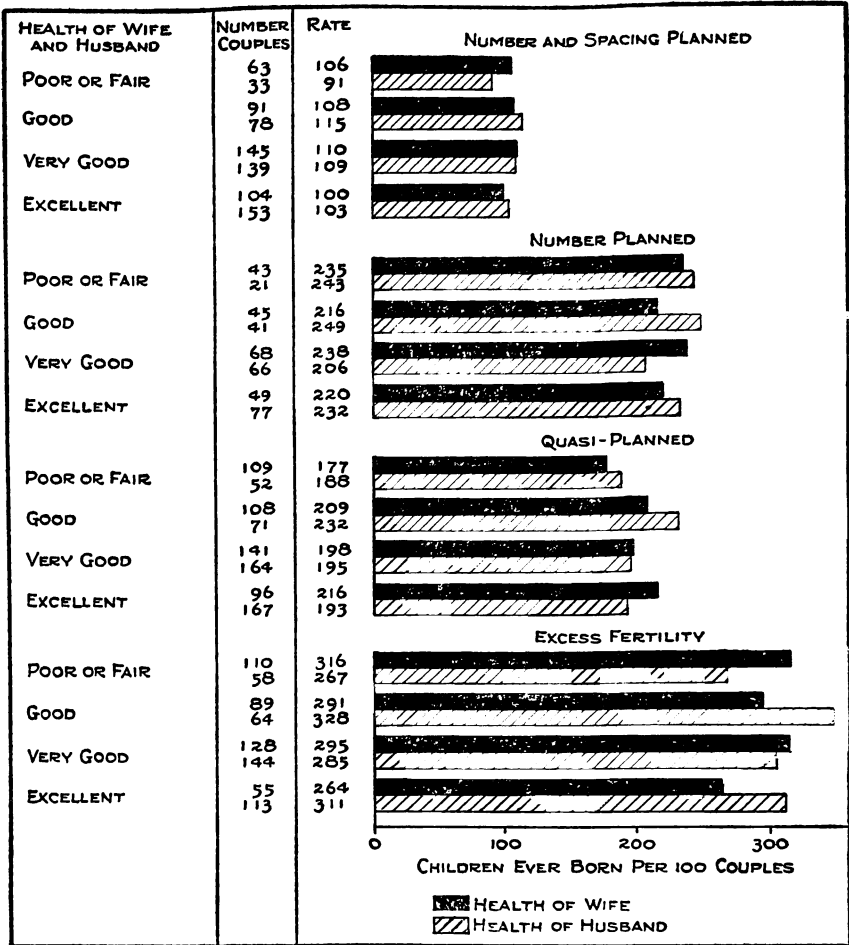 HEALTH OF WIFE AND HUSBAND NUMBER COUPLES RATE
NUMBER AND SPACING PLANNED
POOR OR FAIR 63 106
33 91
GOOD 91 108
78 115
VERY GOOD 145 110
139 109
EXCELLENT 104 100
153 103
NUMBER PLANNED
POOR OR FAIR 43 235
21 243
GOOD 45 216
41 249
VERY GOOD 68 238
66 206
EXCELLENT 49 220
77 232
QUASI-PLANNED
POOR OR FAIR 109 177
52 188
GOOD 108 209
71 232
VERY GOOD 141 198
164 195
EXCELLENT 96 216
167 193
EXCESS FERTILITY
POOR OR FAIR 110 316
58 267
GOOD 89 291
64 328
VERY GOOD 128 295
144 285
EXCELLENT 55 264
113 311
0 100 200 300
CHILDREN EVER BORN PER 100 COUPLES
HEALTH OF WIFE
HEALTH OF HUSBAND